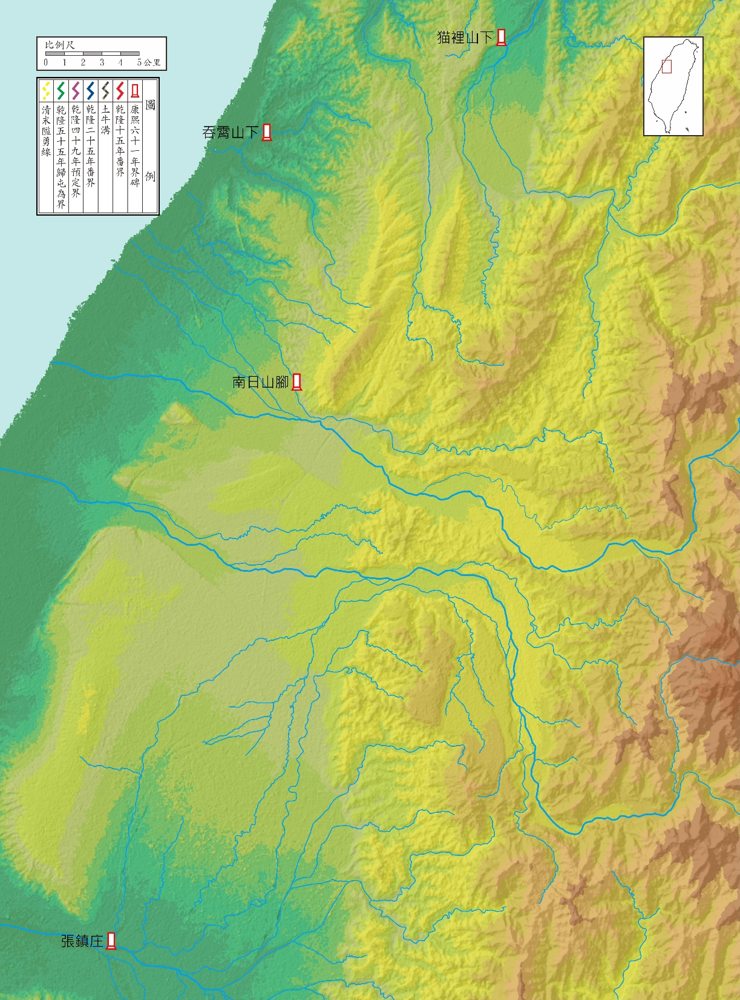 比例尺
0 1 2 3 4 5 公里
圖例
康熙六十一年界碑
乾隆十五年番界
土牛溝
乾隆二十五年番界
乾隆四十九年預定界
乾隆五十五年歸屯為界
清末隘勇線
猫裡山下
吞霄山下
南日山腳
張鎮庄